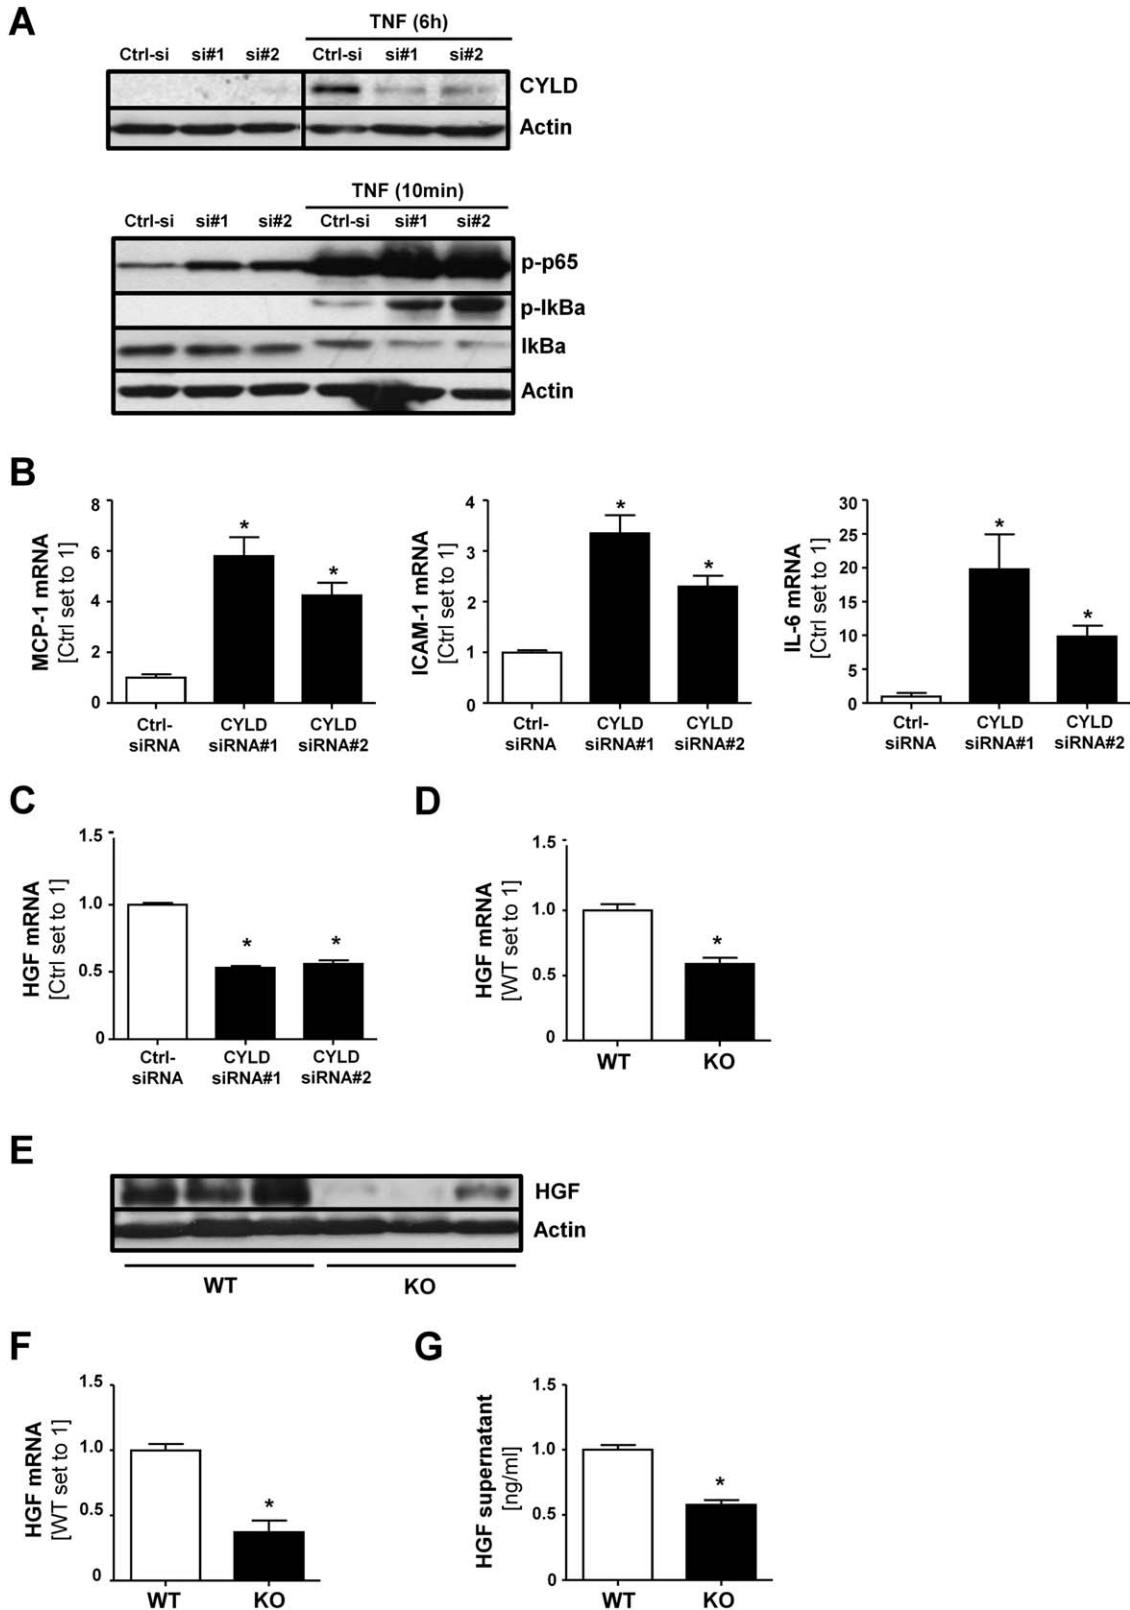 A
TNF (6h)
Ctrl-si si#1 si#2 Ctrl-si si#1 si#2
CYLD
Actin
TNF (10min)
Ctrl-si si#1 si#2 Ctrl-si si#1 si#2
p-p65
p-IkBa
IkBa
Actin
B
MCP-1 mRNA
[Ctrl set to 1]
8
6
4
2
0
* *
Ctrl- CYLD CYLD
siRNA siRNA#1 siRNA#2
ICAM-1 mRNA
[Ctrl set to 1]
4
3
2
1
0
* *
Ctrl- CYLD CYLD
siRNA siRNA#1 siRNA#2
IL-6 mRNA
[Ctrl set to 1]
30
25
20
15
10
5
0
* *
Ctrl- CYLD CYLD
siRNA siRNA#1 siRNA#2
C
HGF mRNA
[Ctrl set to 1]
1.5
1.0
0.5
0
* *
Ctrl- CYLD CYLD
siRNA siRNA#1 siRNA#2
D
HGF mRNA
[WT set to 1]
1.5
1.0
0.5
0
*
WT KO
E
HGF
Actin
WT KO
F
HGF mRNA
[WT set to 1]
1.5
1.0
0.5
0
*
WT KO
G
HGF supernatant
[ng/ml]
1.5
1.0
0.5
0
*
WT KO